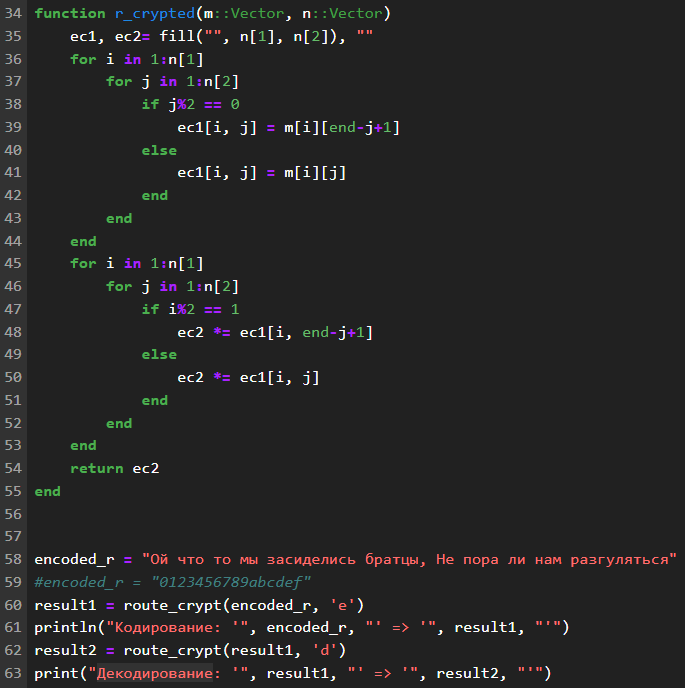 34 function r_crypted(m::Vector, n::Vector)
35     ec1, ec2= fill("", n[1], n[2]), ""
36     for i in 1:n[1]
37         for j in 1:n[2]
38             if j%2 == 0
39                 ec1[i, j] = m[i][end-j+1]
40             else
41                 ec1[i, j] = m[i][j]
42             end
43         end
44     end
45     for i in 1:n[1]
46         for j in 1:n[2]
47             if i%2 == 1
48                 ec2 *= ec1[i, end-j+1]
49             else
50                 ec2 *= ec1[i, j]
51             end
52         end
53     end
54     return ec2
55 end
56
57
58 encoded_r = "Ой что то мы засиделись братцы, Не пора ли нам разгуляться"
59 #encoded_r = "0123456789abcdef"
60 result1 = route_crypt(encoded_r, 'e')
61 println("Кодирование: '", encoded_r, "' => '", result1, "'")
62 result2 = route_crypt(result1, 'd')
63 print("Декодирование: '", result1, "' => '", result2, "'")